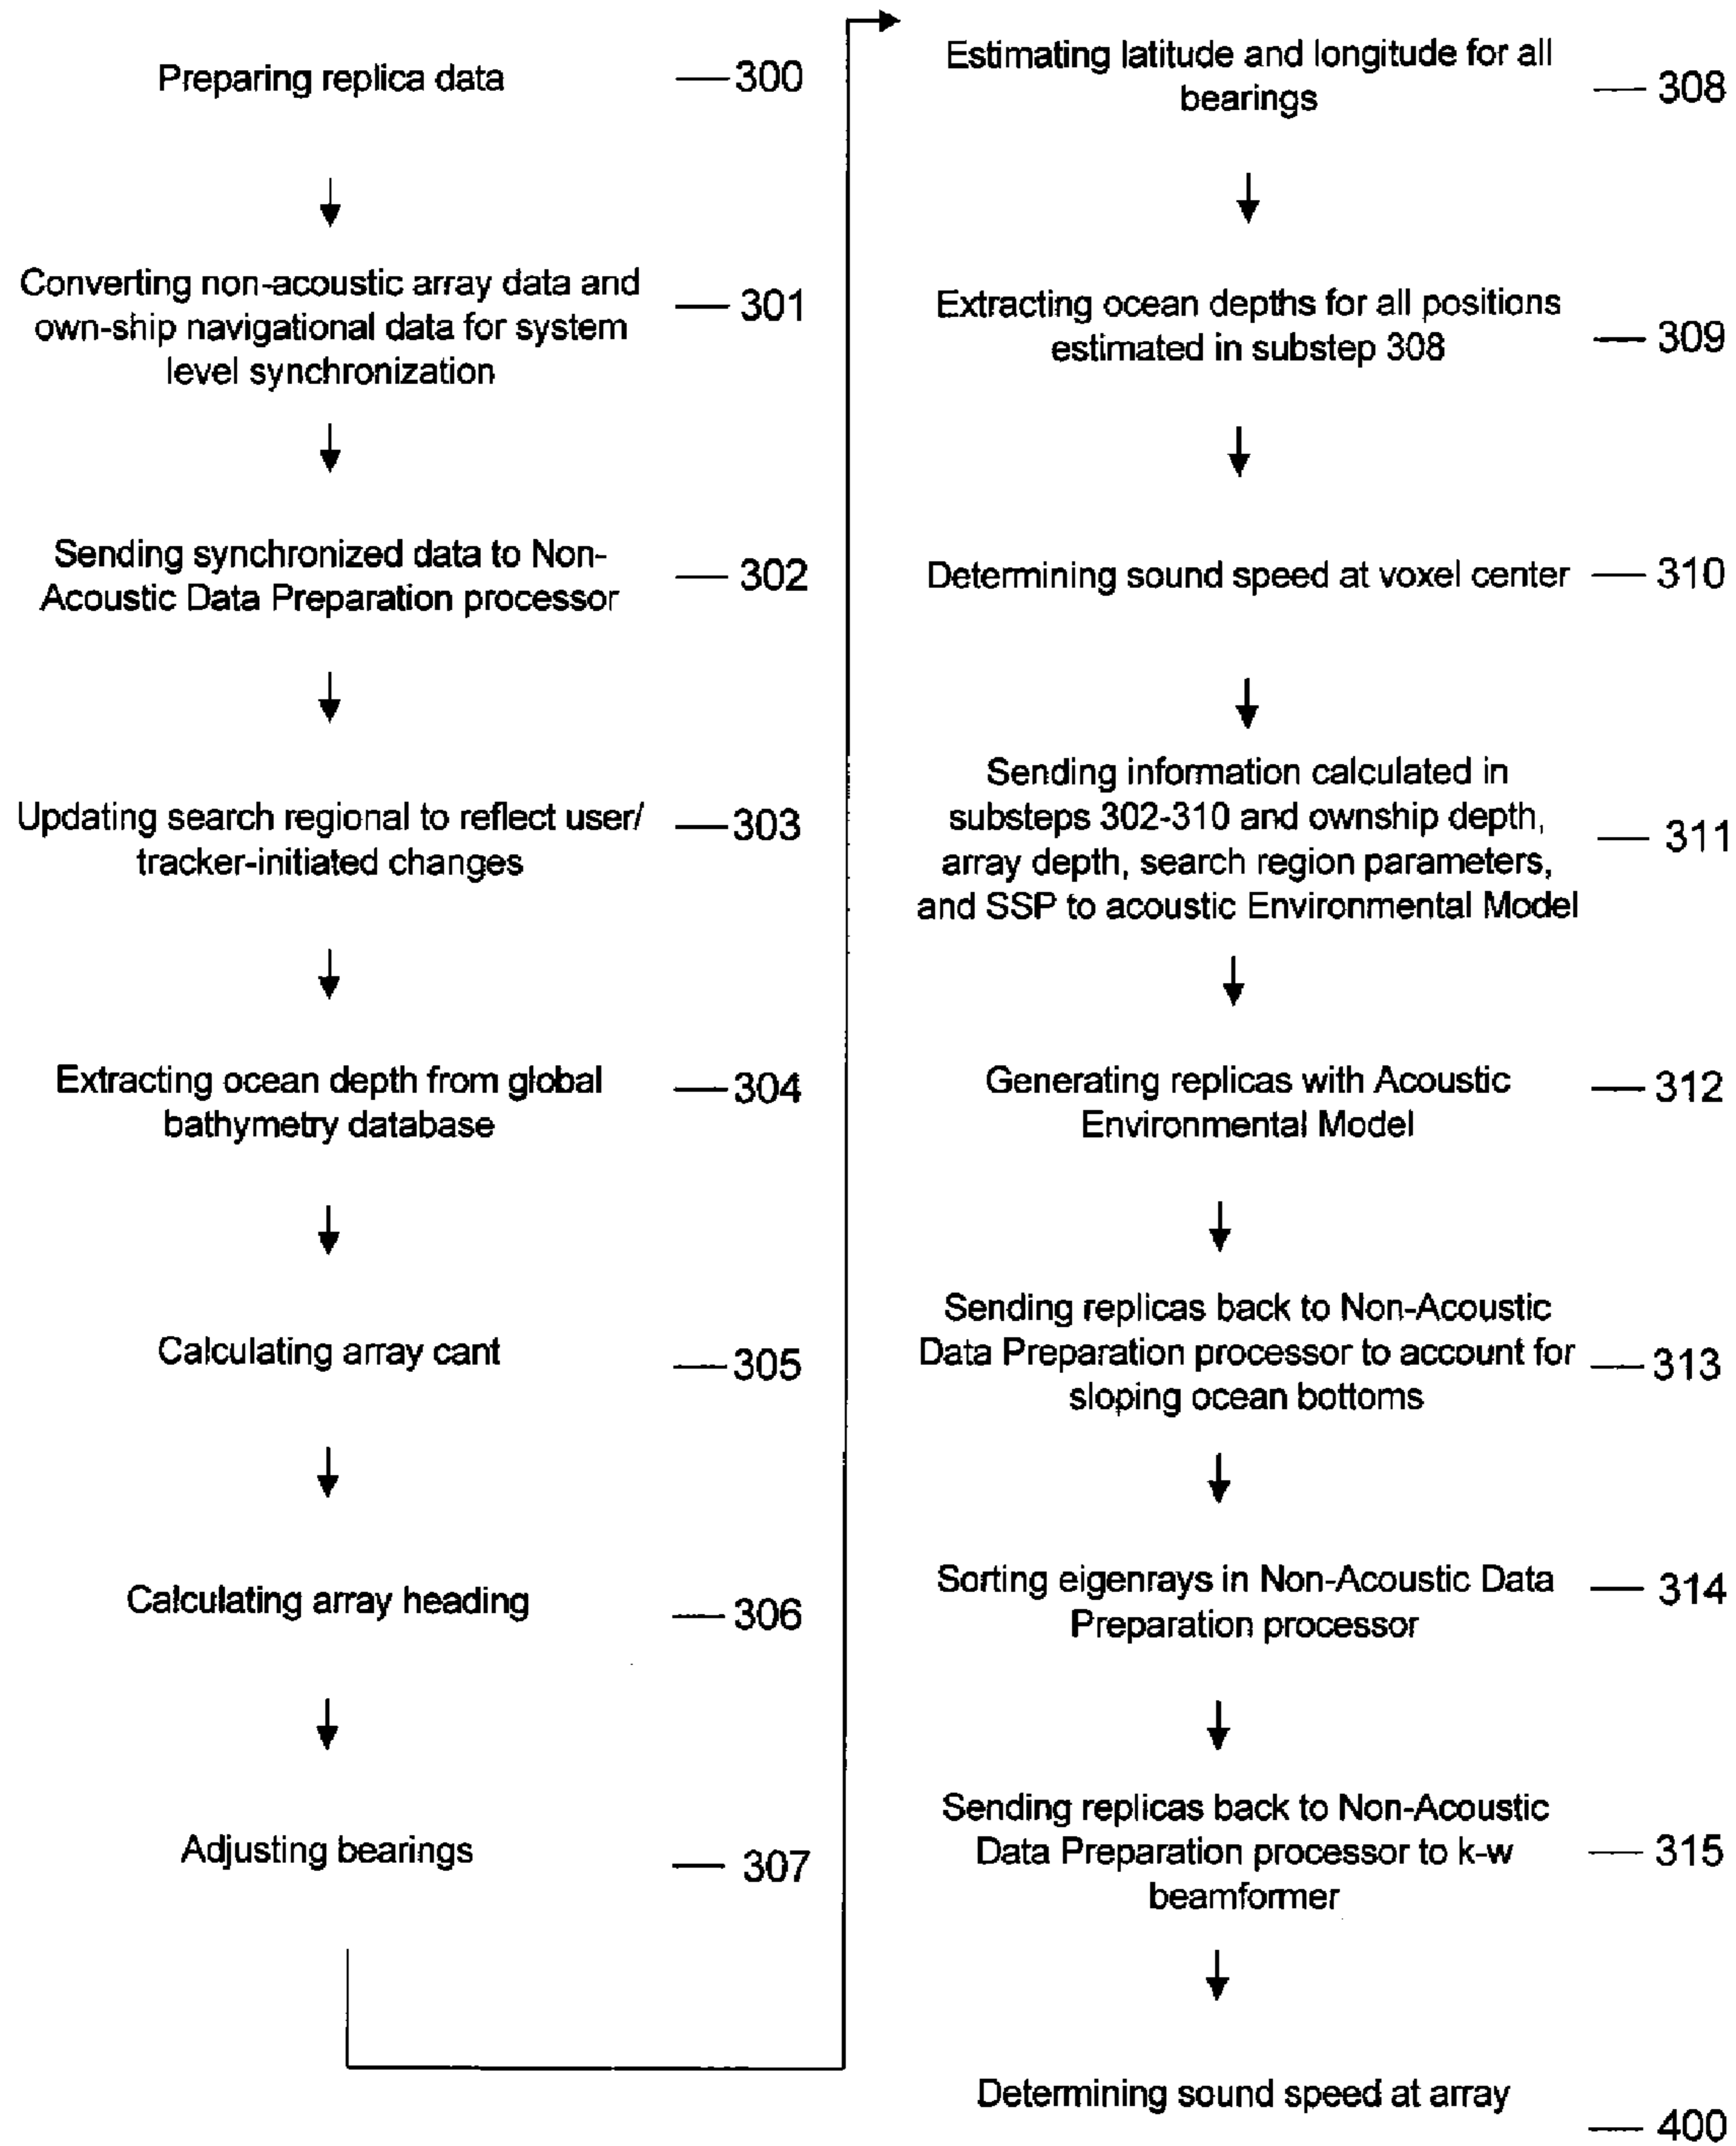 Preparing replica data
300
Converting non-acoustic array data and
own-ship navigational data for system
level synchronization
301
Sending synchronized data to Non-
Acoustic Data Preparation processor
302
Updating search regional to reflect user/
tracker-initiated changes
303
Extracting ocean depth from global
bathymetry database
304
Calculating array cant
305
Calculating array heading
306
Adjusting bearings
307
Estimating latitude and longitude for all
bearings
308
Extracting ocean depths for all positions
estimated in substep 308
309
Determining sound speed at voxel center
310
Sending information calculated in
substeps 302-310 and ownship depth,
array depth, search region parameters,
and SSP to acoustic Environmental Model
311
Generating replicas with Acoustic
Environmental Model
312
Sending replicas back to Non-Acoustic
Data Preparation processor to account for
sloping ocean bottoms
313
Sorting eigenrays in Non-Acoustic Data
Preparation processor
314
Sending replicas back to Non-Acoustic
Data Preparation processor to k-w
beamformer
315
Determining sound speed at array
400